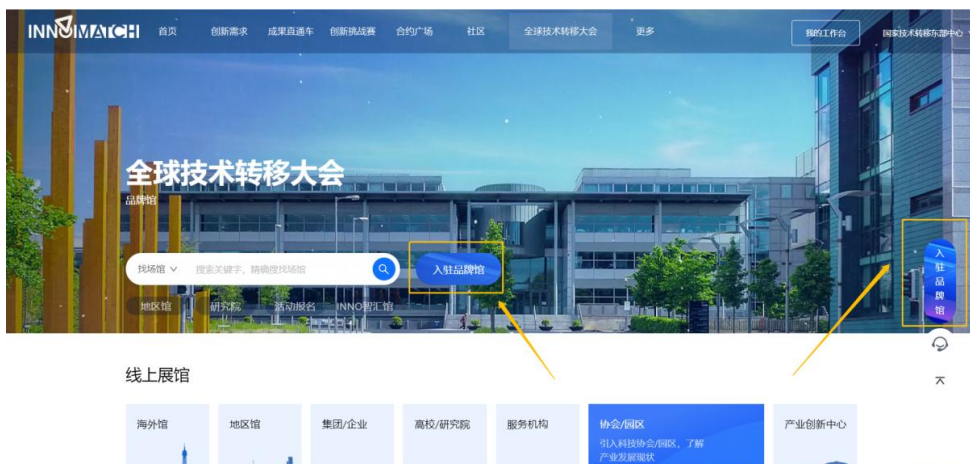 INNOMATCH 首页 创新需求 成果直通车 创新挑战赛 合约广场 社区 全球技术转移大会 更多 我的工作台 国家技术转移东部中心
全球技术转移大会
品牌馆
找场馆 搜索关键字，精确搜找场馆 入驻品牌馆
地区馆 研究院 活动报名 INNO智汇馆
入驻品牌馆
线上展馆
海外馆 地区馆 集团/企业 高校/研究院 服务机构 协会/园区 产业创新中心
引入科技协会/园区，了解
产业发展现状